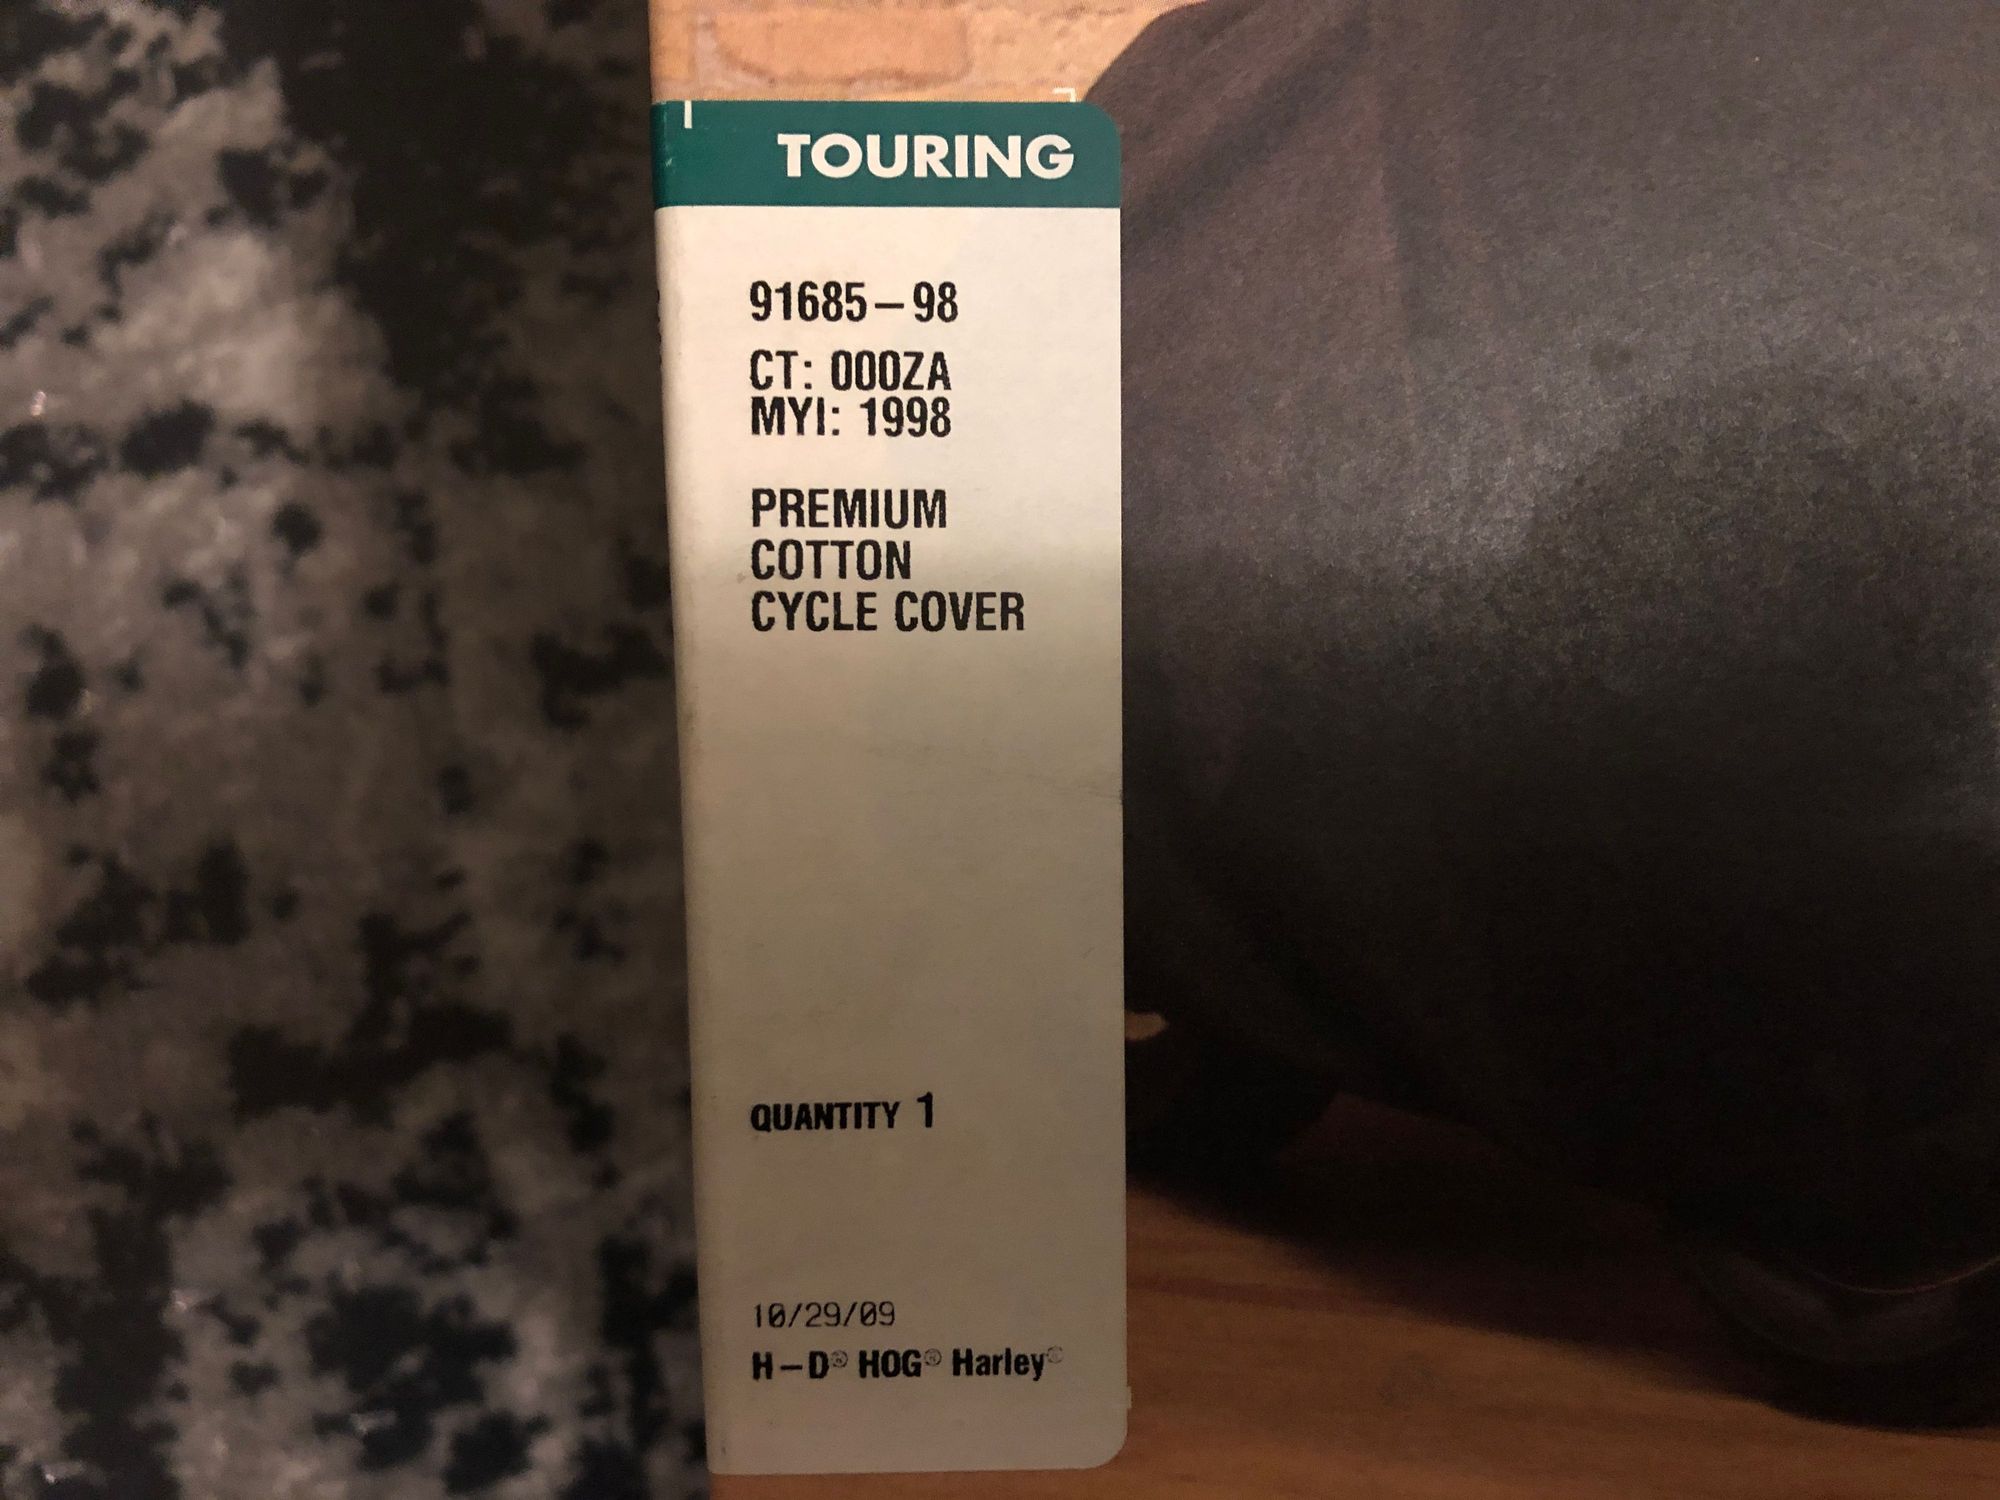 TOURING
91685–98
CT: 000ZA
MYI: 1998
PREMIUM
COTTON
CYCLE COVER
QUANTITY 1
10/29/09
H–D® HOG® Harley®